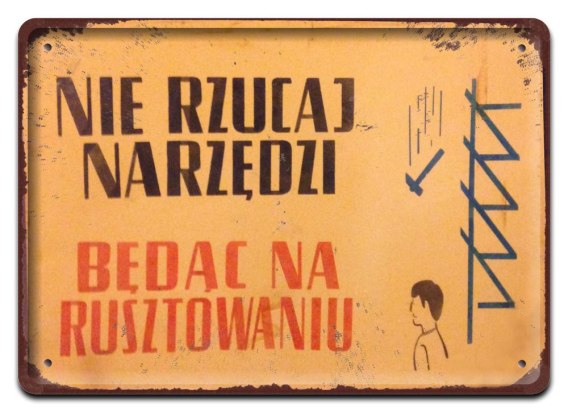 NIE RZUCAJ
NARZĘDZI
BĘDĄC NA
RUSZTOWANIU